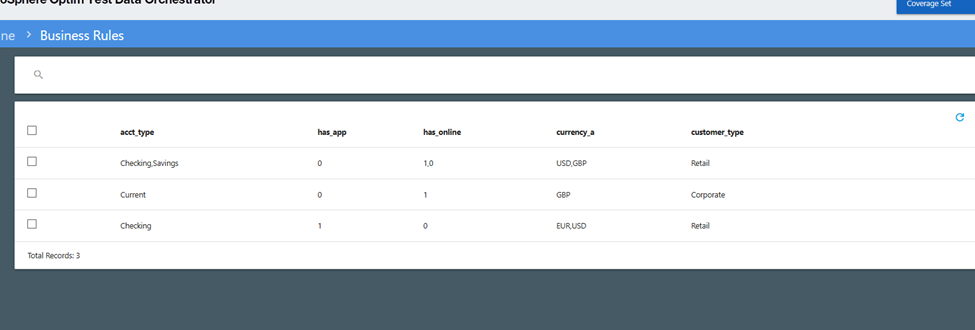 oSphere Optim Test Data Orchestrator
Coverage Set
ne > Business Rules
acct_type has_app has_online currency_a customer_type
Checking,Savings 0 1,0 USD,GBP Retail
Current 0 1 GBP Corporate
Checking 1 0 EUR,USD Retail
Total Records: 3